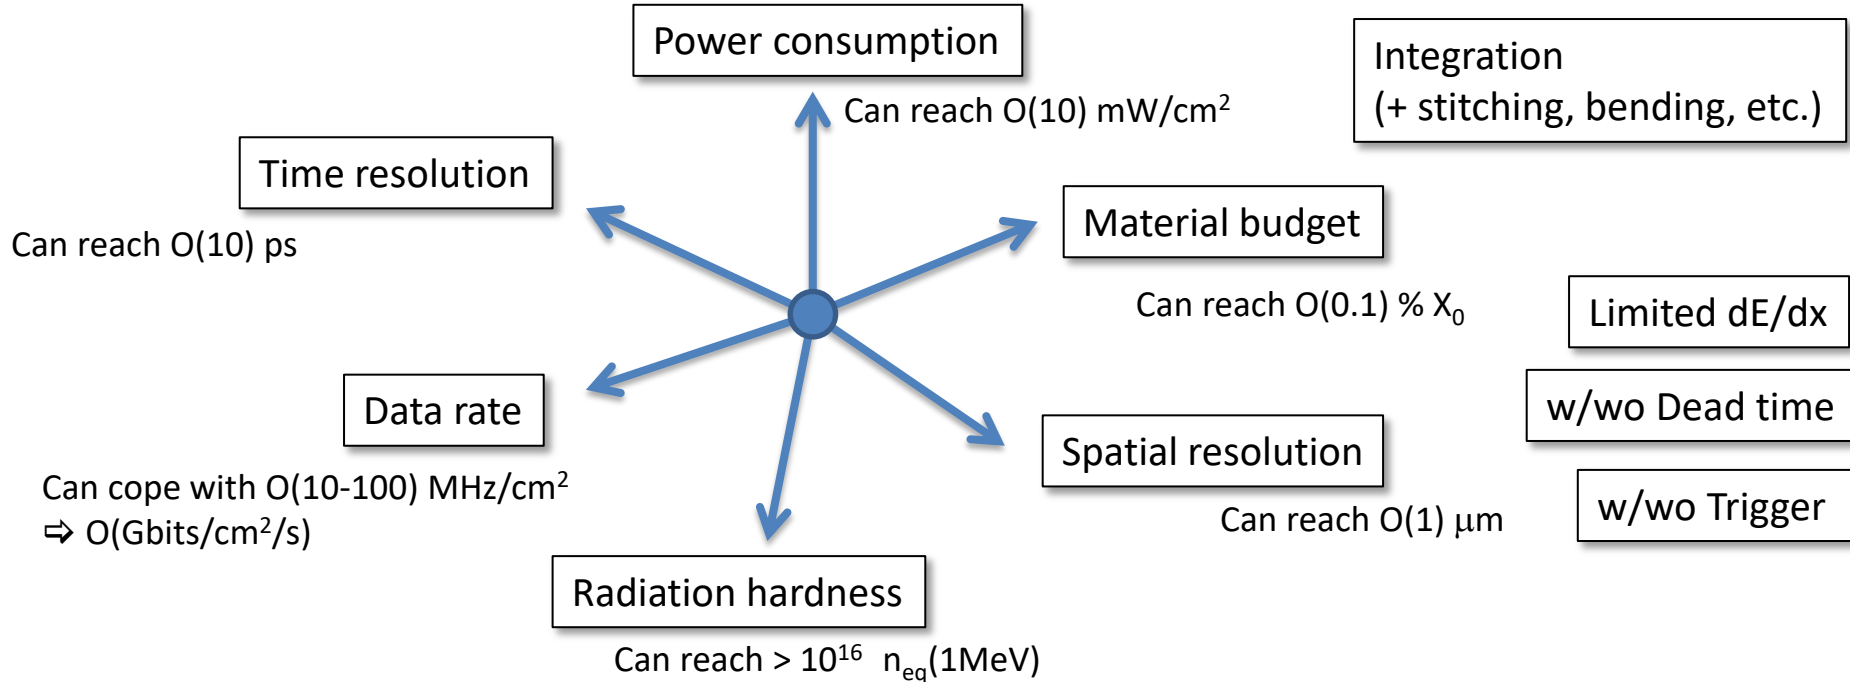 Power consumption
Can reach O(10) mW/cm²
Integration
(+ stitching, bending, etc.)
Time resolution
Can reach O(10) ps
Material budget
Can reach O(0.1) % X₀
Limited dE/dx
Data rate
Can cope with O(10-100) MHz/cm²
⇨ O(Gbits/cm²/s)
w/wo Dead time
Spatial resolution
Can reach O(1) μm
w/wo Trigger
Radiation hardness
Can reach > 10¹⁶ n_eq(1MeV)